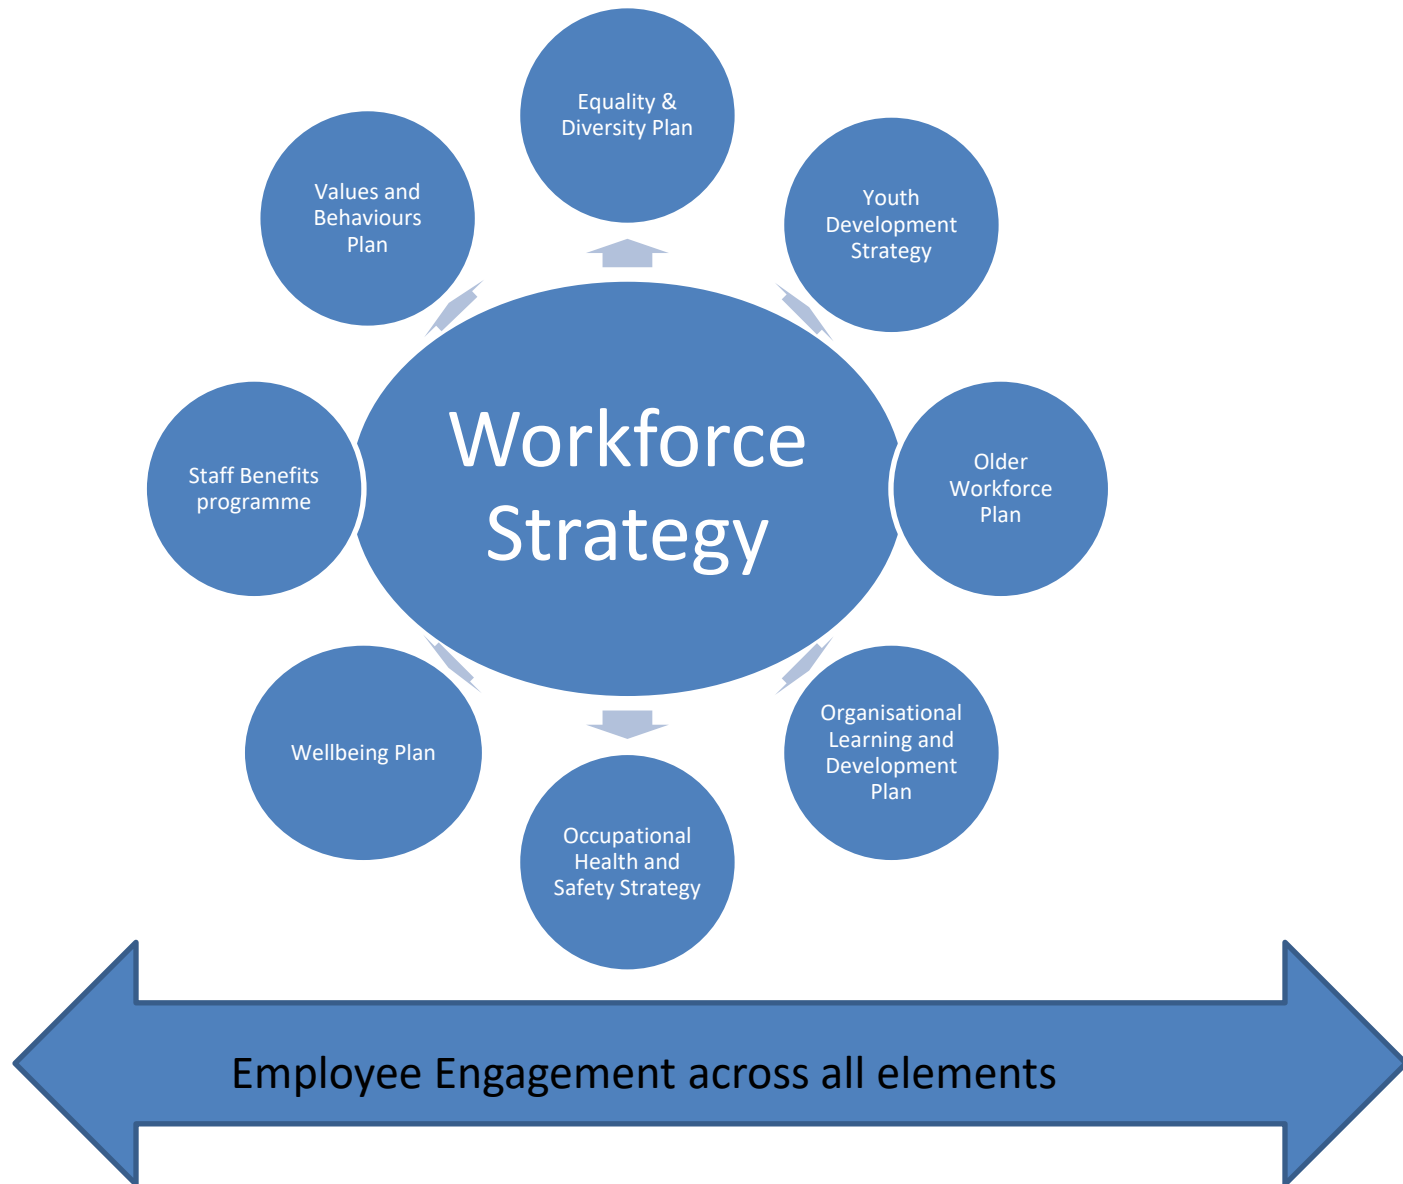 Equality &
Diversity Plan
Values and
Behaviours
Plan
Youth
Development
Strategy
Workforce
Strategy
Staff Benefits
programme
Older
Workforce
Plan
Wellbeing Plan
Organisational
Learning and
Development
Plan
Occupational
Health and
Safety Strategy
Employee Engagement across all elements